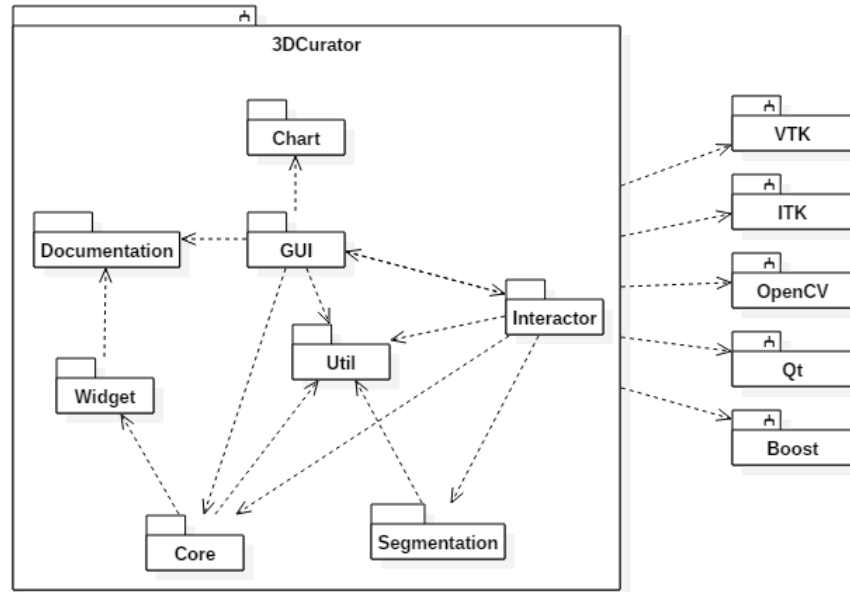 3DCurator
Chart
VTK
ITK
Documentation
GUI
OpenCV
Interactor
Util
Qt
Widget
Boost
Core
Segmentation